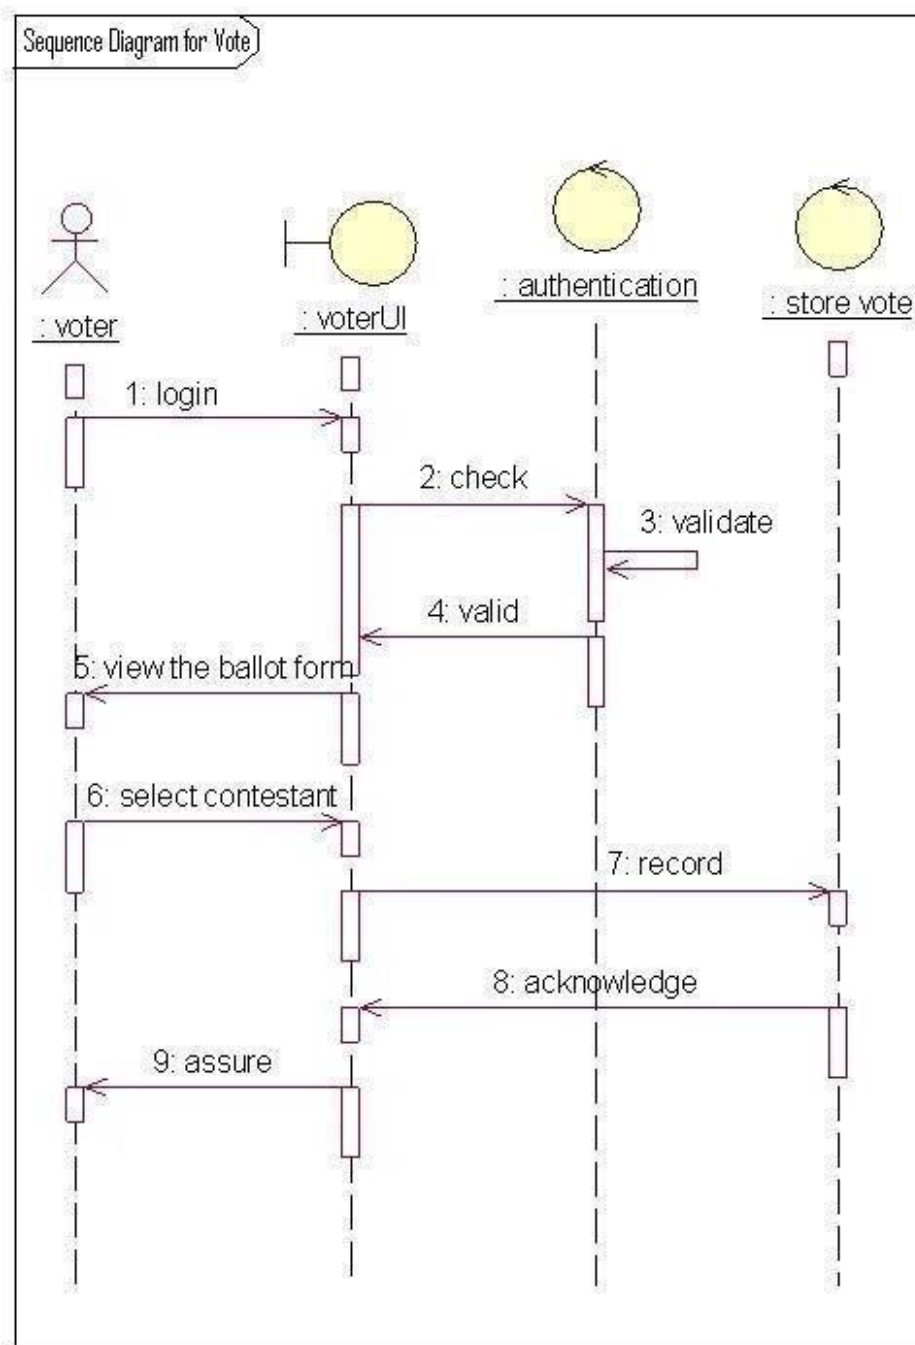 Sequence Diagram for Vote
: voter
: voterUI
: authentication
: store vote
1: login
2: check
3: validate
4: valid
5: view the ballot form
6: select contestant
7: record
8: acknowledge
9: assure